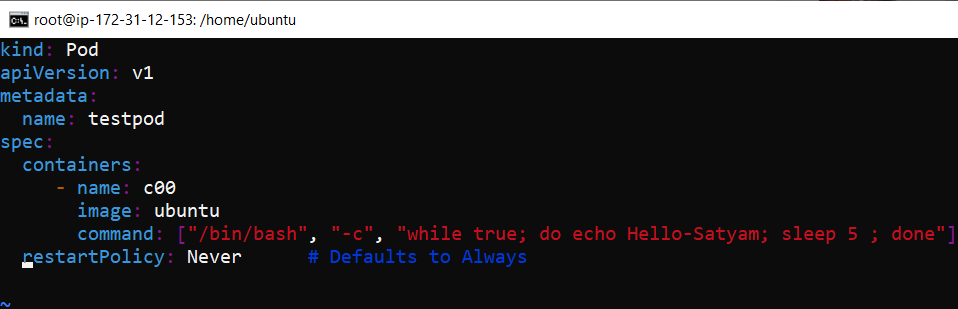 root@ip-172-31-12-153: /home/ubuntu
kind: Pod
apiVersion: v1
metadata:
  name: testpod
spec:
  containers:
     - name: c00
       image: ubuntu
       command: ["/bin/bash", "-c", "while true; do echo Hello-Satyam; sleep 5 ; done"]
  restartPolicy: Never      # Defaults to Always
~